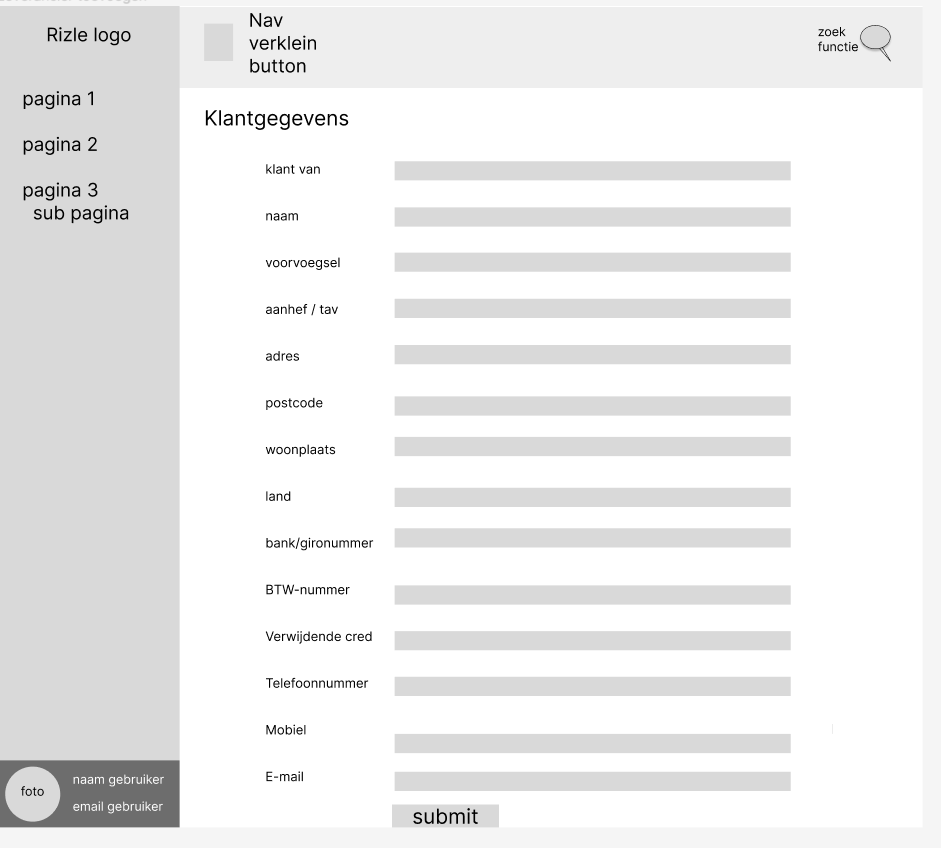 Rizle logo
pagina 1
pagina 2
pagina 3
sub pagina
foto
naam gebruiker
email gebruiker
Nav
verklein
button
zoek
functie
Klantgegevens
klant van
naam
voorvoegsel
aanhef / tav
adres
postcode
woonplaats
land
bank/gironummer
BTW-nummer
Verwijdende cred
Telefoonnummer
Mobiel
E-mail
submit